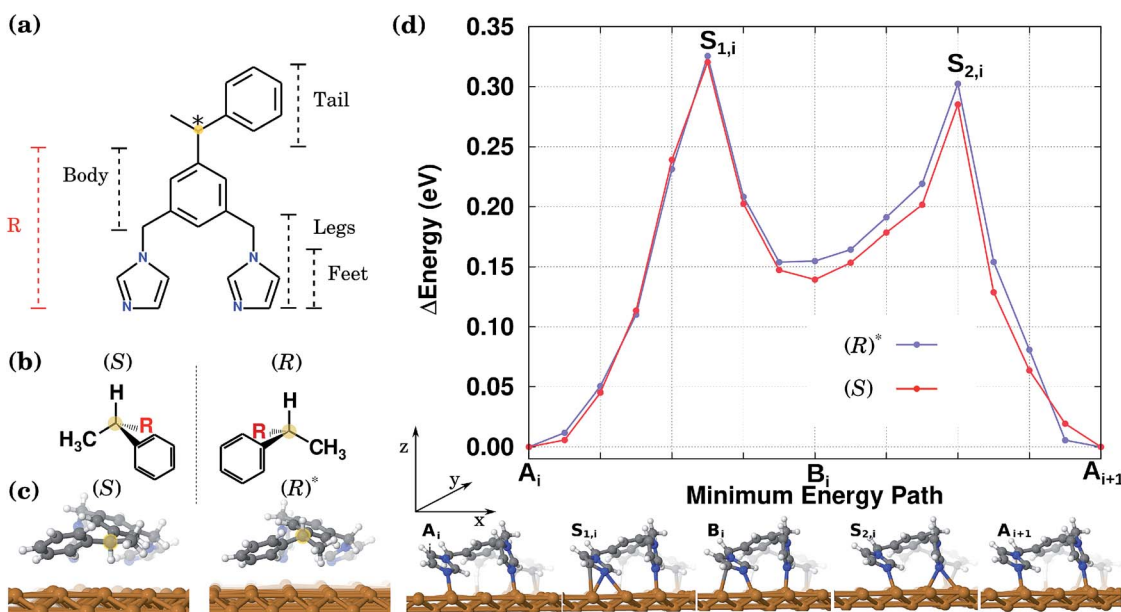 (a)
*
Tail
Body
R
Legs
Feet
N
N
N
N
(b)
(S)
(R)
H
R
H₃C
H
R
CH₃
(c)
(S)
(R)*
(d)
ΔEnergy (eV)
0.35
0.30
0.25
0.20
0.15
0.10
0.05
0.00
S₁,ᵢ
S₂,ᵢ
(R)*
(S)
Aᵢ
Bᵢ
Aᵢ₊₁
Minimum Energy Path
z
y
x
Aᵢ
S₁,ᵢ
Bᵢ
S₂,ᵢ
Aᵢ₊₁